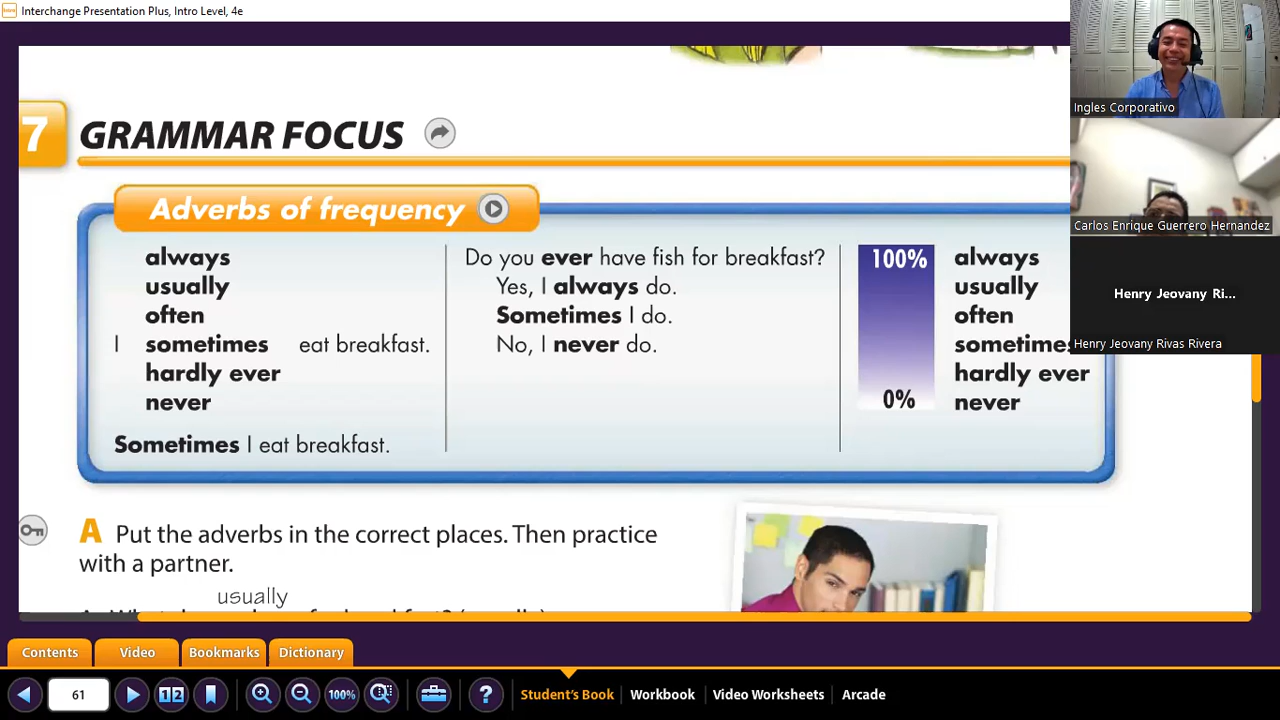 Interchange Presentation Plus, Intro Level, 4e
Ingles Corporativo
Carlos Enrique Guerrero Hernandez
Henry Jeovany Ri...
Henry Jeovany Rivas Rivera
7 GRAMMAR FOCUS
Adverbs of frequency
always
usually
often
I sometimes eat breakfast.
hardly ever
never
Sometimes I eat breakfast.
Do you ever have fish for breakfast?
Yes, I always do.
Sometimes I do.
No, I never do.
100%
0%
always
usually
often
sometimes
hardly ever
never
A Put the adverbs in the correct places. Then practice
with a partner.
usually
Contents
Video
Bookmarks
Dictionary
61
1 2
100%
?
Student's Book
Workbook
Video Worksheets
Arcade